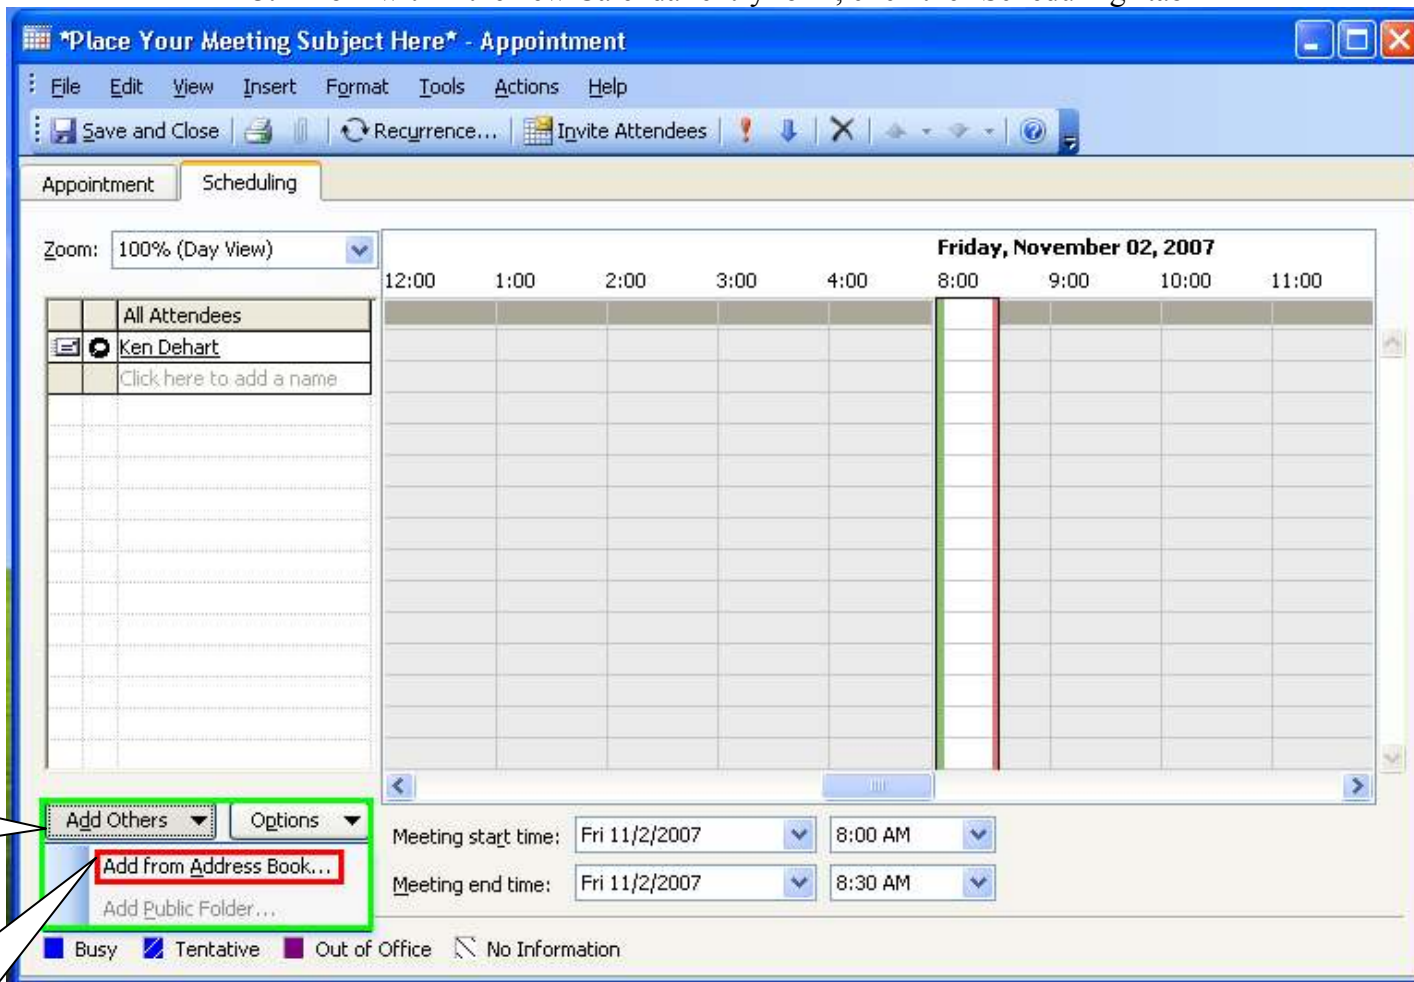 *Place Your Meeting Subject Here* - Appointment
File Edit View Insert Format Tools Actions Help
Save and Close Recurrence... Invite Attendees
Appointment Scheduling
Zoom: 100% (Day View)
Friday, November 02, 2007
12:00 1:00 2:00 3:00 4:00 8:00 9:00 10:00 11:00
All Attendees
Ken Dehart
Click here to add a name
Add Others Options
Meeting start time: Fri 11/2/2007 8:00 AM
Add from Address Book...
Meeting end time: Fri 11/2/2007 8:30 AM
Add Public Folder...
Busy Tentative Out of Office No Information